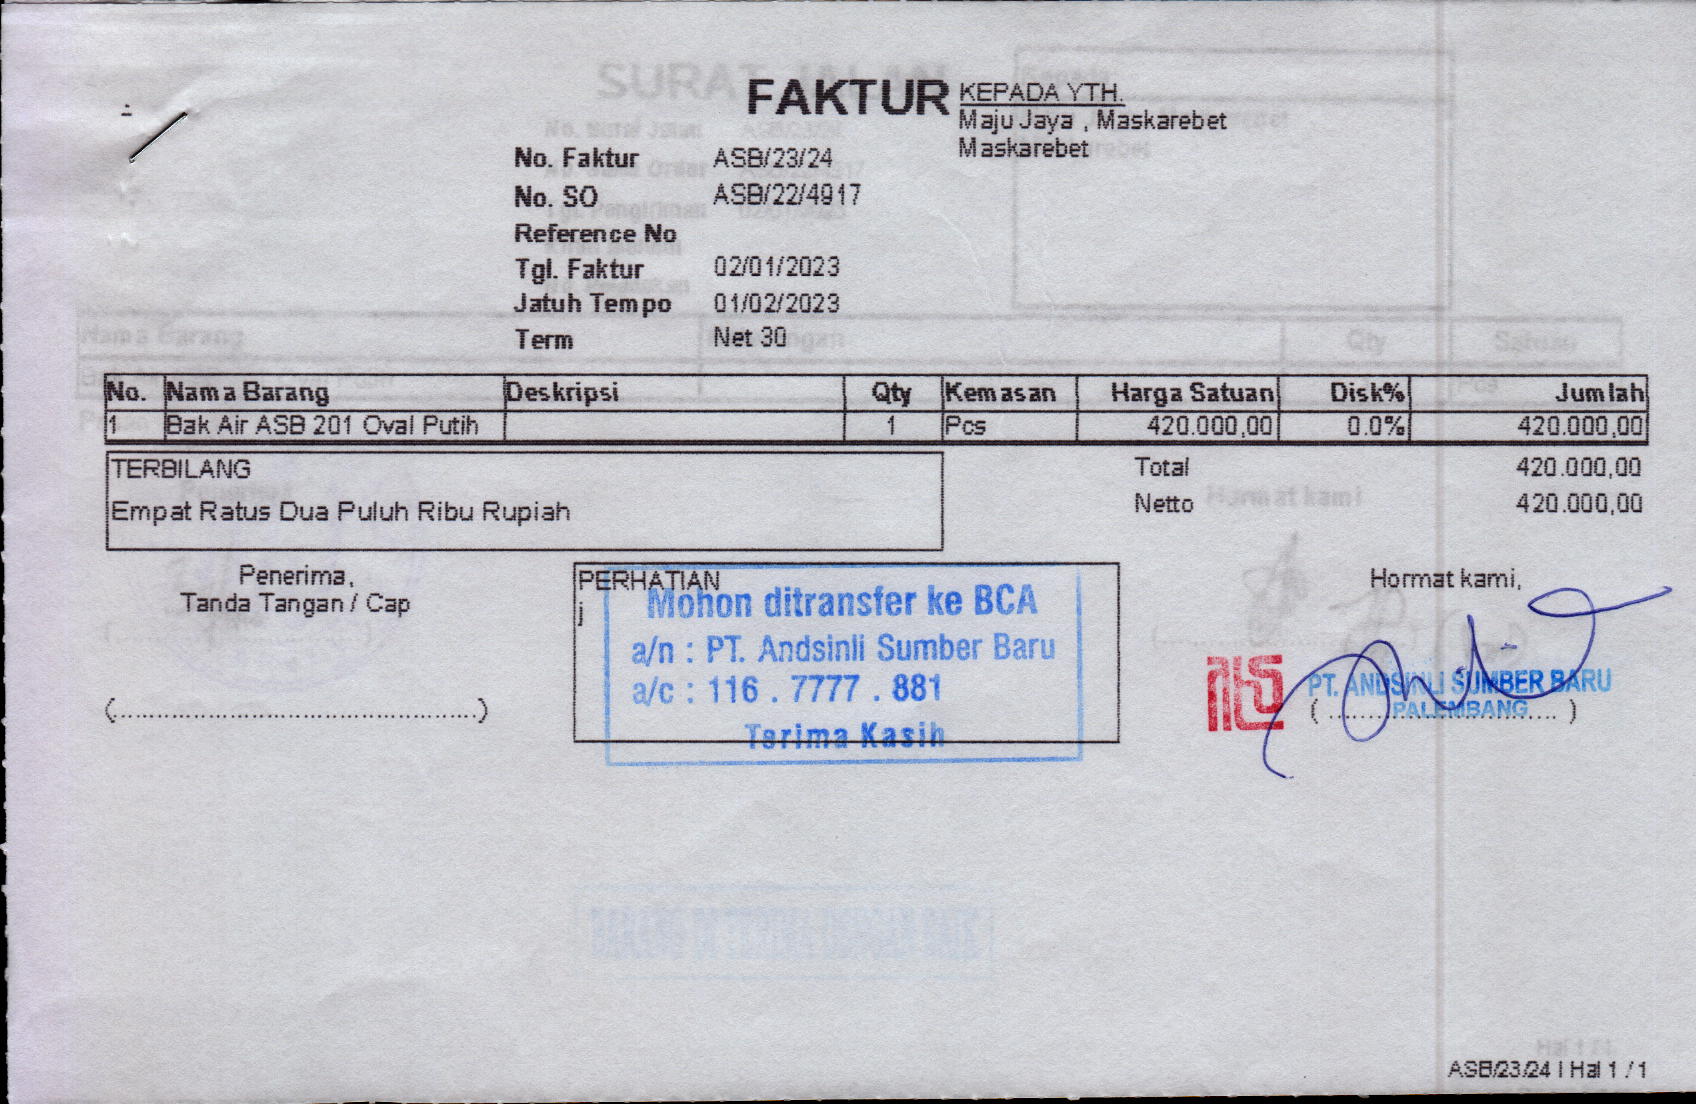 FAKTUR
KEPADA YTH.
Maju Jaya , Maskarebet
Maskarebet
No. Faktur ASB/23/24
No. SO ASB/22/4917
Reference No
Tgl. Faktur 02/01/2023
Jatuh Tempo 01/02/2023
Term Net 30
No. Nama Barang Deskripsi Qty Kemasan Harga Satuan Disk% Jumlah
1 Bak Air ASB 201 Oval Putih 1 Pcs 420.000,00 0.0% 420.000,00
TERBILANG
Empat Ratus Dua Puluh Ribu Rupiah
Total 420.000,00
Netto 420.000,00
Penerima,
Tanda Tangan / Cap
(................................................)
PERHATIAN
j
Mohon ditransfer ke BCA
a/n : PT. Andsinli Sumber Baru
a/c : 116 . 7777 . 881
Terima Kasih
Hormat kami,
PT. ANDSINLI SUMBER BARU
PALEMBANG
( .............................. )
ASB/23/24 | Hal 1 / 1